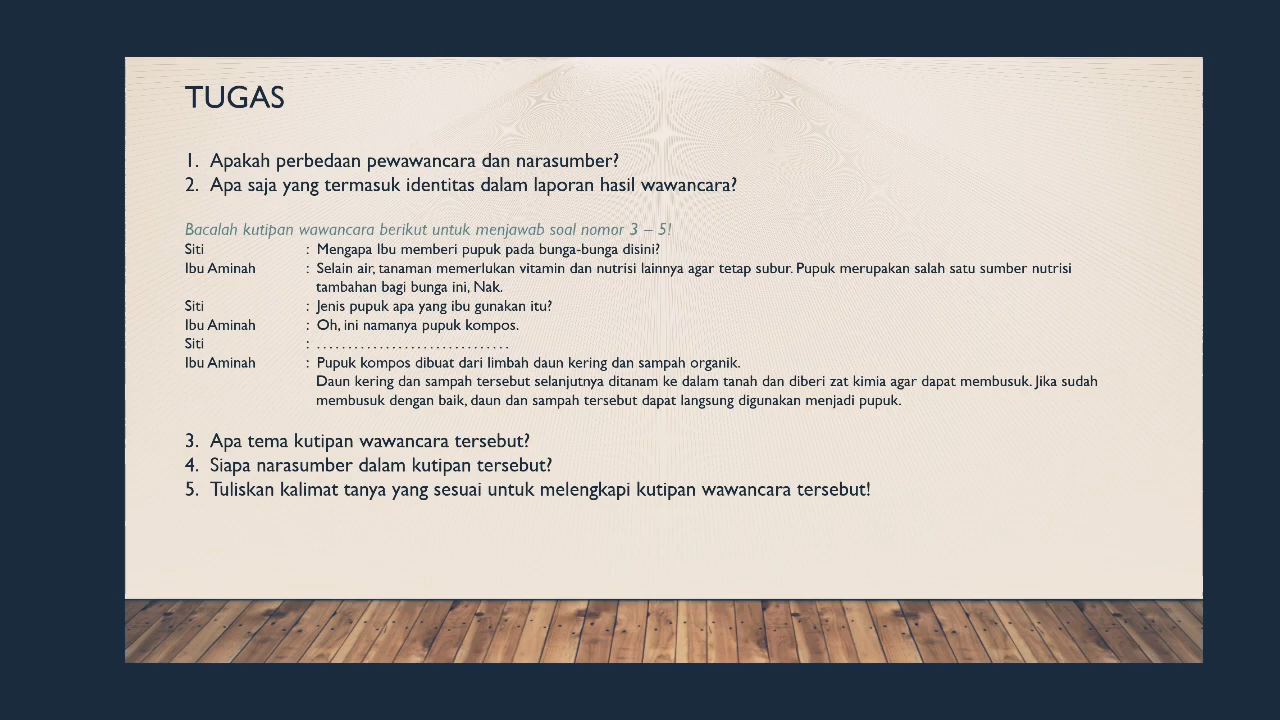 TUGAS
1. Apakah perbedaan pewawancara dan narasumber?
2. Apa saja yang termasuk identitas dalam laporan hasil wawancara?
Bacalah kutipan wawancara berikut untuk menjawab soal nomor 3 – 5!
Siti : Mengapa Ibu memberi pupuk pada bunga-bunga disini?
Ibu Aminah : Selain air, tanaman memerlukan vitamin dan nutrisi lainnya agar tetap subur. Pupuk merupakan salah satu sumber nutrisi
tambahan bagi bunga ini, Nak.
Siti : Jenis pupuk apa yang ibu gunakan itu?
Ibu Aminah : Oh, ini namanya pupuk kompos.
Siti : . . . . . . . . . . . . . . . . . . . . . . . . . . . . . . .
Ibu Aminah : Pupuk kompos dibuat dari limbah daun kering dan sampah organik.
Daun kering dan sampah tersebut selanjutnya ditanam ke dalam tanah dan diberi zat kimia agar dapat membusuk. Jika sudah
membusuk dengan baik, daun dan sampah tersebut dapat langsung digunakan menjadi pupuk.
3. Apa tema kutipan wawancara tersebut?
4. Siapa narasumber dalam kutipan tersebut?
5. Tuliskan kalimat tanya yang sesuai untuk melengkapi kutipan wawancara tersebut!